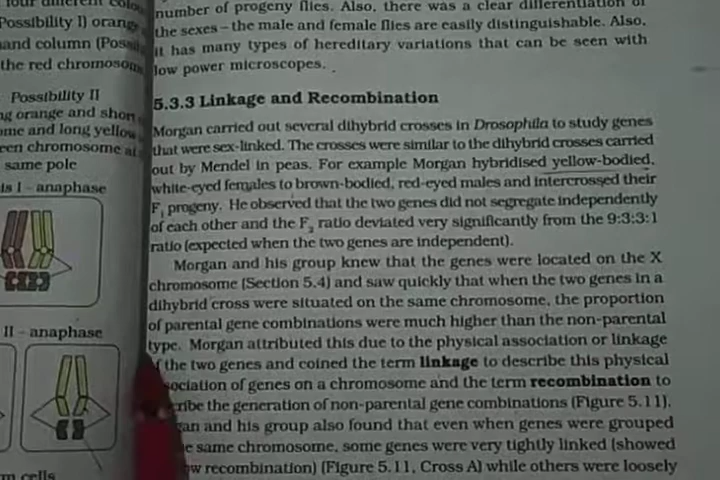 Possibility I) orange
and column (Poss
the red chromosom
Possibility II
ng orange and short
ome and long yellow
een chromosome at
same pole
is I - anaphase
II - anaphase
m cells
number of progeny flies. Also, there was a clear differentiation of
the sexes – the male and female flies are easily distinguishable. Also,
it has many types of hereditary variations that can be seen with
low power microscopes.
5.3.3 Linkage and Recombination
Morgan carried out several dihybrid crosses in Drosophila to study genes
that were sex-linked. The crosses were similar to the dihybrid crosses carried
out by Mendel in peas. For example Morgan hybridised yellow-bodied,
white-eyed females to brown-bodied, red-eyed males and intercrossed their
F1 progeny. He observed that the two genes did not segregate independently
of each other and the F2 ratio deviated very significantly from the 9:3:3:1
ratio (expected when the two genes are independent).
Morgan and his group knew that the genes were located on the X
chromosome (Section 5.4) and saw quickly that when the two genes in a
dihybrid cross were situated on the same chromosome, the proportion
of parental gene combinations were much higher than the non-parental
type. Morgan attributed this due to the physical association or linkage
f the two genes and coined the term linkage to describe this physical
sociation of genes on a chromosome and the term recombination to
cribe the generation of non-parental gene combinations (Figure 5.11).
gan and his group also found that even when genes were grouped
e same chromosome, some genes were very tightly linked (showed
ow recombination) (Figure 5.11, Cross A) while others were loosely